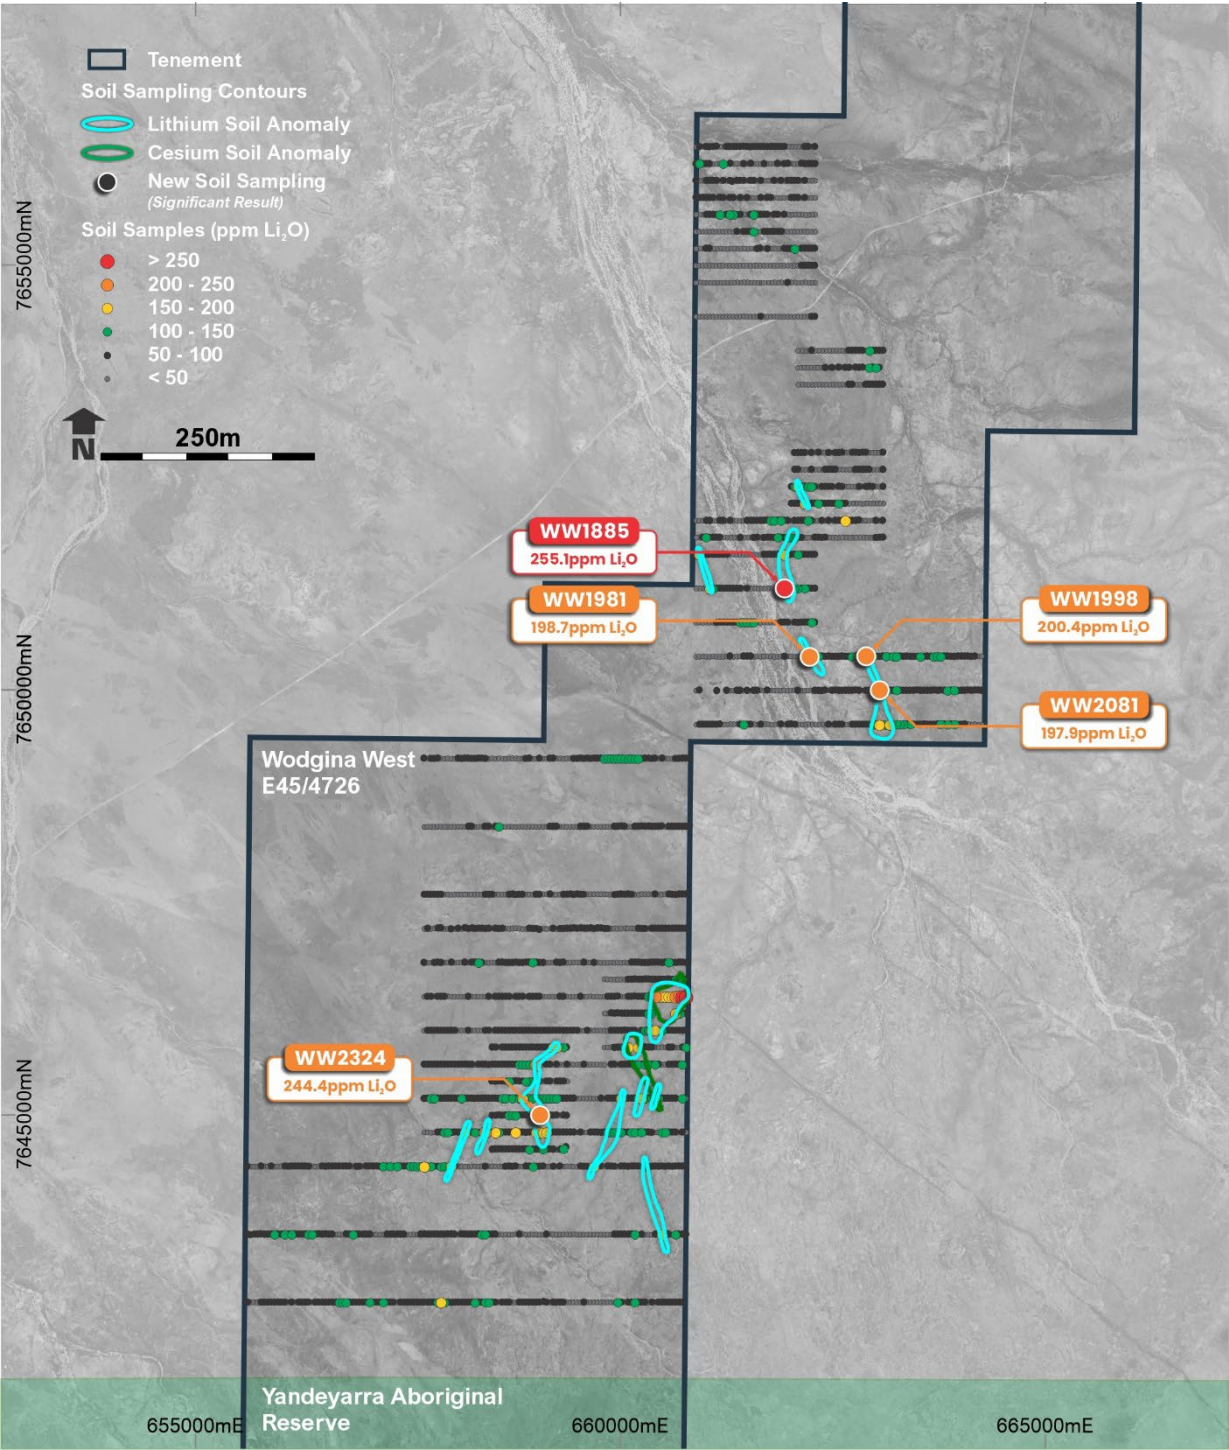 Tenement
Soil Sampling Contours
Lithium Soil Anomaly
Cesium Soil Anomaly
New Soil Sampling
(Significant Result)
Soil Samples (ppm Li₂O)
> 250
200 - 250
150 - 200
100 - 150
50 - 100
< 50
N
250m
7655000mN
7650000mN
7645000mN
WW1885
255.1ppm Li₂O
WW1981
198.7ppm Li₂O
WW1998
200.4ppm Li₂O
WW2081
197.9ppm Li₂O
Wodgina West
E45/4726
WW2324
244.4ppm Li₂O
Yandeyarra Aboriginal
Reserve
655000mE
660000mE
665000mE